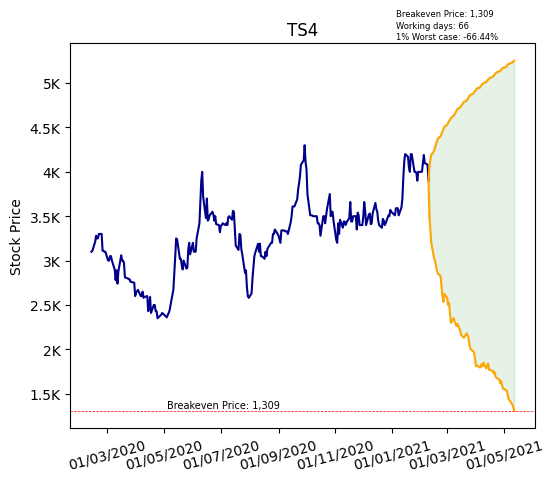 Breakeven Price: 1,309
Working days: 66
1% Worst case: -66.44%
TS4
Stock Price
5K
4.5K
4K
3.5K
3K
2.5K
2K
1.5K
Breakeven Price: 1,309
01/03/2020
01/05/2020
01/07/2020
01/09/2020
01/11/2020
01/01/2021
01/03/2021
01/05/2021